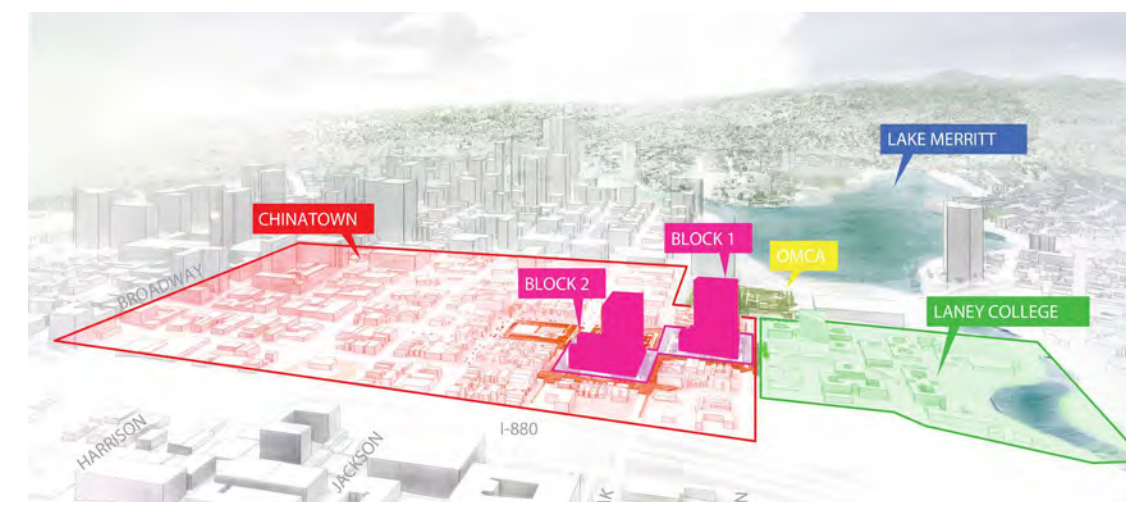 LAKE MERRITT
CHINATOWN
BLOCK 1
OMCA
BROADWAY
BLOCK 2
LANEY COLLEGE
I-880
HARRISON
JACKSON